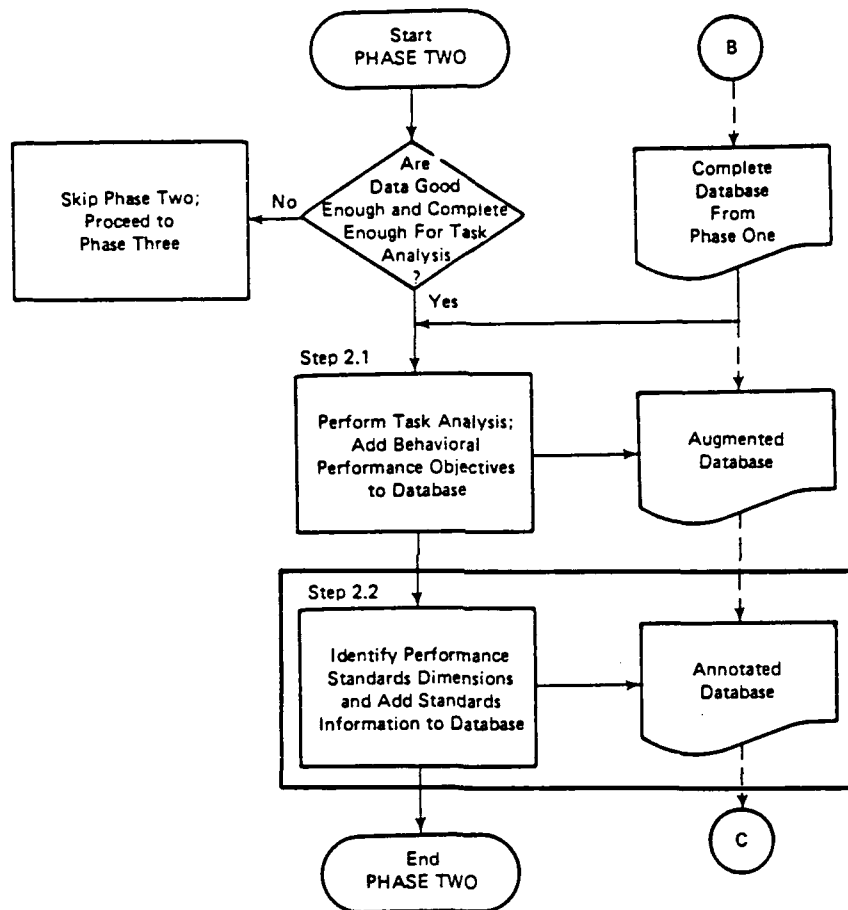 Start
PHASE TWO
B
Are
Data Good
Enough and Complete
Enough For Task
Analysis
?
No
Skip Phase Two;
Proceed to
Phase Three
Complete
Database
From
Phase One
Yes
Step 2.1
Perform Task Analysis;
Add Behavioral
Performance Objectives
to Database
Augmented
Database
Step 2.2
Identify Performance
Standards Dimensions
and Add Standards
Information to Database
Annotated
Database
End
PHASE TWO
C